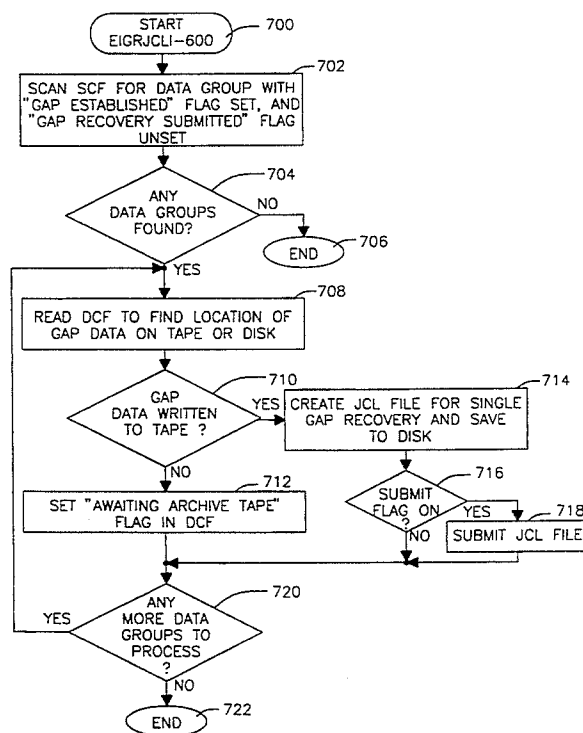 START
EIGRJCLI-600
700
702
SCAN SCF FOR DATA GROUP WITH
"GAP ESTABLISHED" FLAG SET, AND
"GAP RECOVERY SUBMITTED" FLAG
UNSET
704
ANY
DATA GROUPS
FOUND?
NO
END
706
YES
708
READ DCF TO FIND LOCATION OF
GAP DATA ON TAPE OR DISK
710
GAP
DATA WRITTEN
TO TAPE ?
YES
714
CREATE JCL FILE FOR SINGLE
GAP RECOVERY AND SAVE
TO DISK
NO
712
SET "AWAITING ARCHIVE TAPE"
FLAG IN DCF
716
SUBMIT
FLAG ON
?
YES
NO
718
SUBMIT JCL FILE
720
YES
ANY
MORE DATA
GROUPS TO
PROCESS
?
NO
END
722